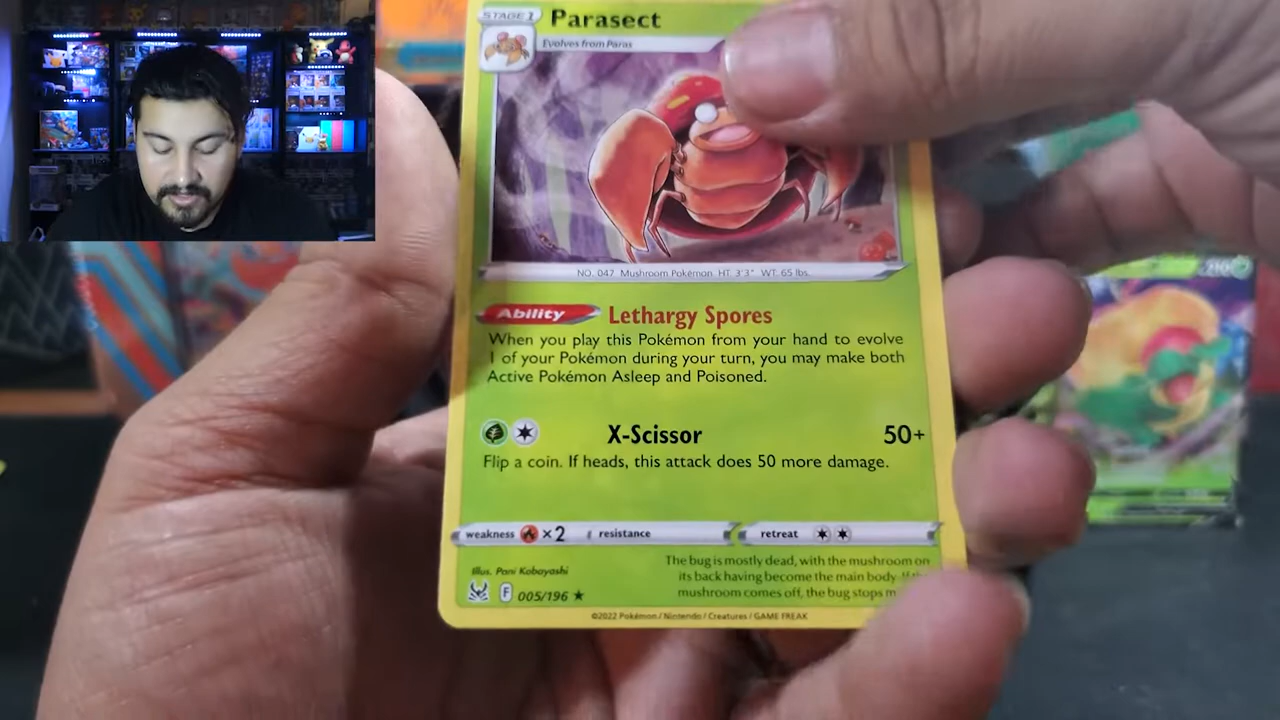 STAGE 1
Parasect
Evolves from Paras
NO. 047 Mushroom Pokémon HT: 3'3" WT: 65 lbs.
Ability Lethargy Spores
When you play this Pokémon from your hand to evolve
1 of your Pokémon during your turn, you may make both
Active Pokémon Asleep and Poisoned.
X-Scissor 50+
Flip a coin. If heads, this attack does 50 more damage.
weakness ×2 resistance retreat
Illus. Pani Kobayashi
The bug is mostly dead, with the mushroom on
its back having become the main body. If
mushroom comes off, the bug stops
F 005/196 ★
©2022 Pokémon / Nintendo / Creatures / GAME FREAK
210